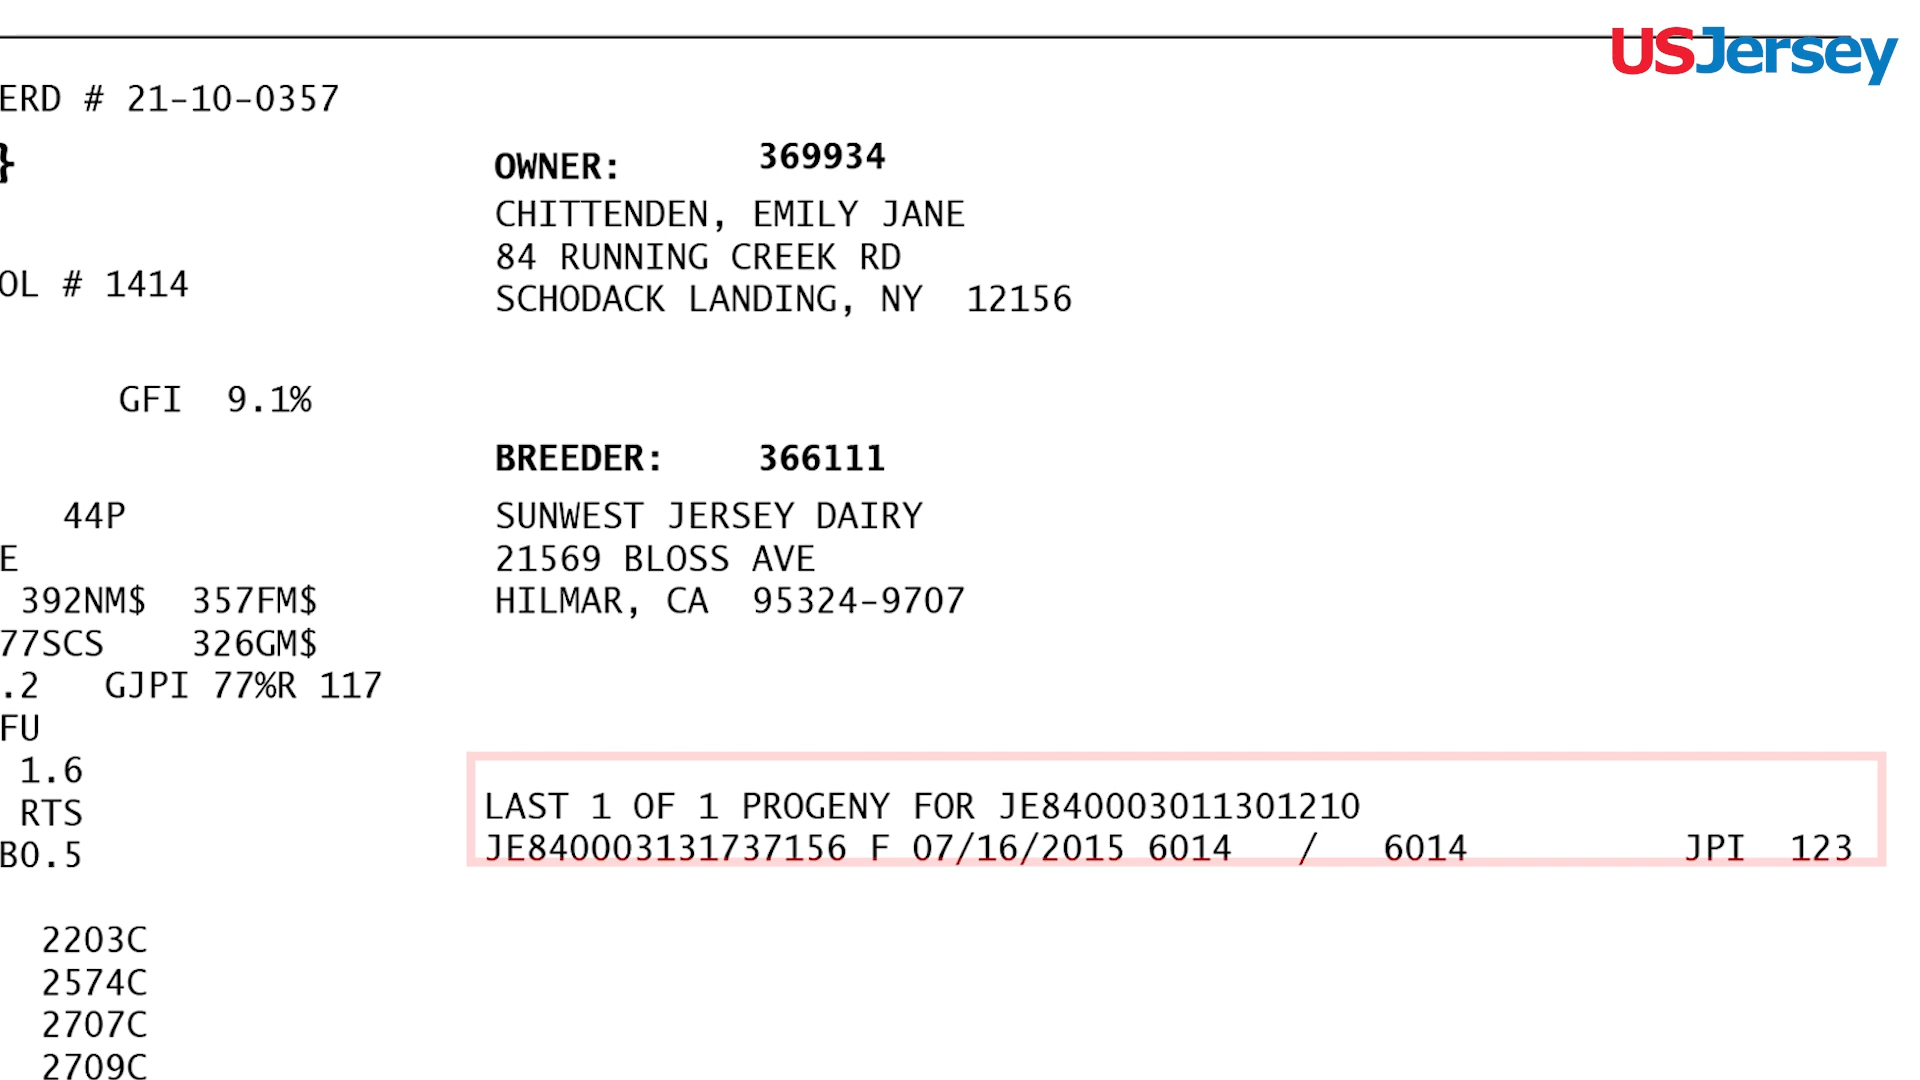 USJersey
ERD # 21-10-0357
}
OWNER: 369934
CHITTENDEN, EMILY JANE
84 RUNNING CREEK RD
SCHODACK LANDING, NY 12156
OL # 1414
GFI 9.1%
BREEDER: 366111
SUNWEST JERSEY DAIRY
21569 BLOSS AVE
HILMAR, CA 95324-9707
44P
E
392NM$ 357FM$
77SCS 326GM$
.2 GJPI 77%R 117
FU
1.6
RTS
B0.5
LAST 1 OF 1 PROGENY FOR JE840003011301210
JE840003131737156 F 07/16/2015 6014 / 6014 JPI 123
2203C
2574C
2707C
2709C